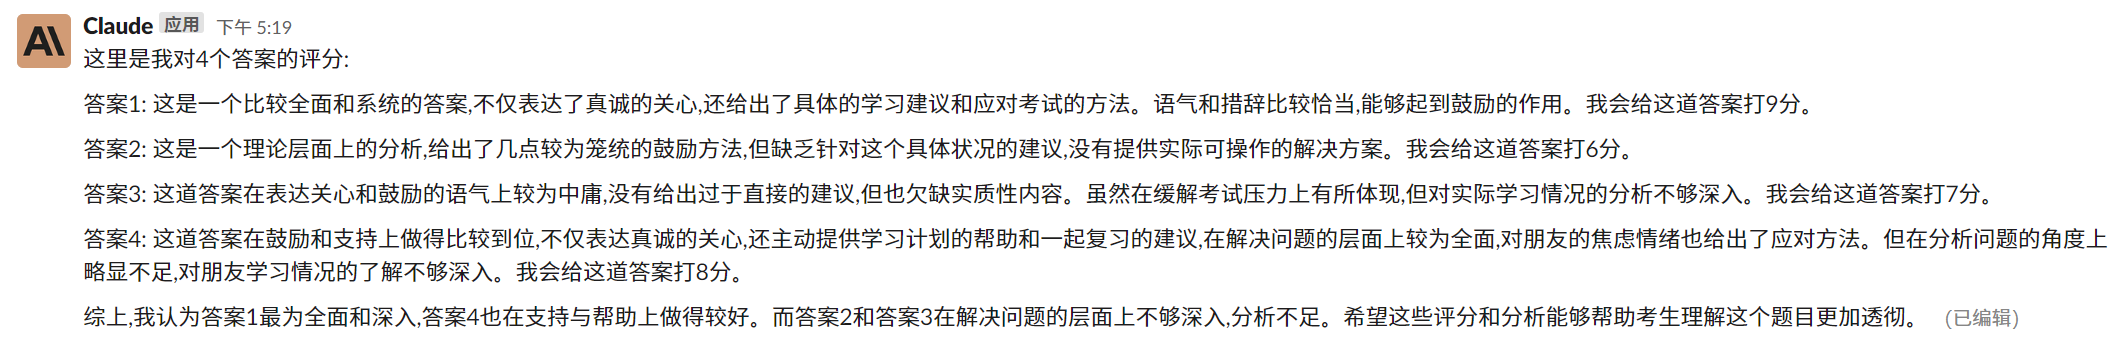 Claude 应用 下午 5:19
这里是我对4个答案的评分:
答案1: 这是一个比较全面和系统的答案,不仅表达了真诚的关心,还给出了具体的学习建议和应对考试的方法。语气和措辞比较恰当,能够起到鼓励的作用。我会给这道答案打9分。
答案2: 这是一个理论层面上的分析,给出了几点较为笼统的鼓励方法,但缺乏针对这个具体状况的建议,没有提供实际可操作的解决方案。我会给这道答案打6分。
答案3: 这道答案在表达关心和鼓励的语气上较为中庸,没有给出过于直接的建议,但也欠缺实质性内容。虽然在缓解考试压力上有所体现,但对实际学习情况的分析不够深入。我会给这道答案打7分。
答案4: 这道答案在鼓励和支持上做得比较到位,不仅表达真诚的关心,还主动提供学习计划的帮助和一起复习的建议,在解决问题的层面上较为全面,对朋友的焦虑情绪也给出了应对方法。但在分析问题的角度上
略显不足,对朋友学习情况的了解不够深入。我会给这道答案打8分。
综上,我认为答案1最为全面和深入,答案4也在支持与帮助上做得较好。而答案2和答案3在解决问题的层面上不够深入,分析不足。希望这些评分和分析能够帮助考生理解这个题目更加透彻。 (已编辑)